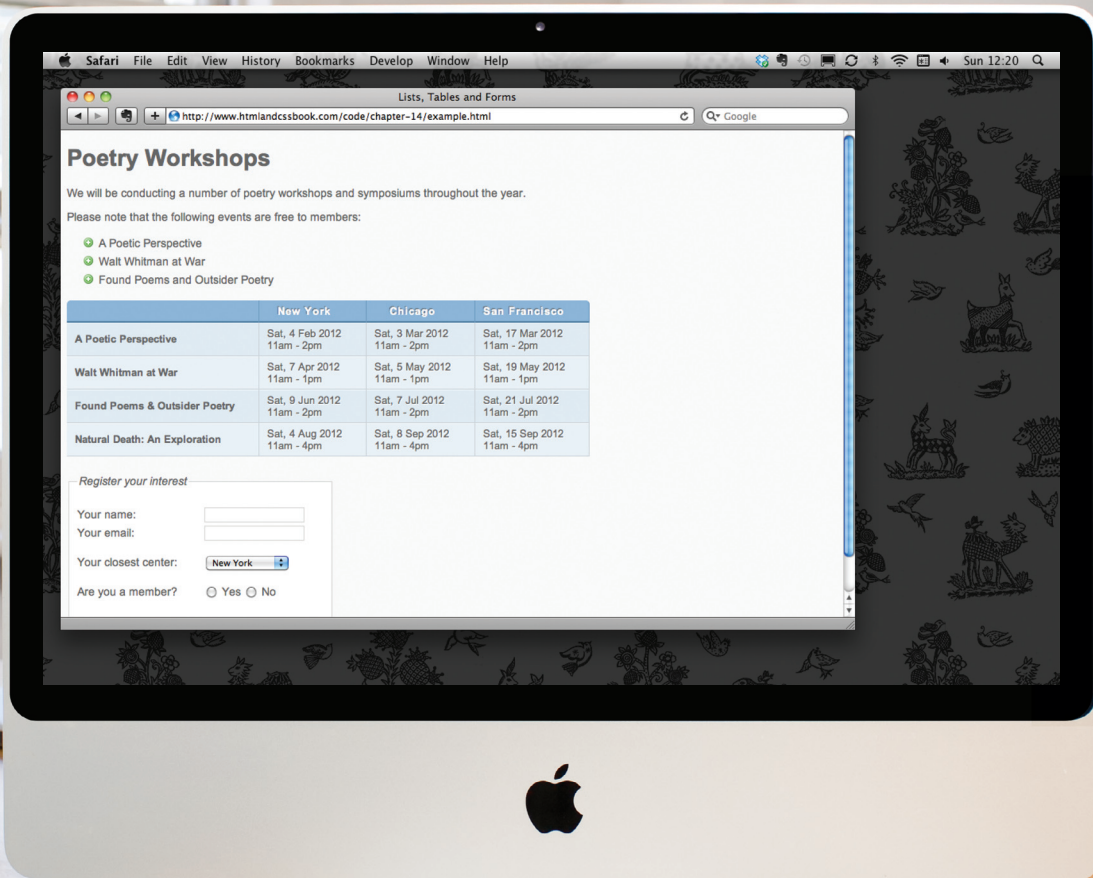 Safari File Edit View History Bookmarks Develop Window Help Sun 12:20
Lists, Tables and Forms
http://www.htmlandcssbook.com/code/chapter-14/example.html Google
Poetry Workshops
We will be conducting a number of poetry workshops and symposiums throughout the year.
Please note that the following events are free to members:
A Poetic Perspective
Walt Whitman at War
Found Poems and Outsider Poetry
New York Chicago San Francisco
A Poetic Perspective Sat, 4 Feb 2012 11am - 2pm Sat, 3 Mar 2012 11am - 2pm Sat, 17 Mar 2012 11am - 2pm
Walt Whitman at War Sat, 7 Apr 2012 11am - 1pm Sat, 5 May 2012 11am - 1pm Sat, 19 May 2012 11am - 1pm
Found Poems & Outsider Poetry Sat, 9 Jun 2012 11am - 2pm Sat, 7 Jul 2012 11am - 2pm Sat, 21 Jul 2012 11am - 2pm
Natural Death: An Exploration Sat, 4 Aug 2012 11am - 4pm Sat, 8 Sep 2012 11am - 4pm Sat, 15 Sep 2012 11am - 4pm
Register your interest
Your name:
Your email:
Your closest center: New York
Are you a member? Yes No